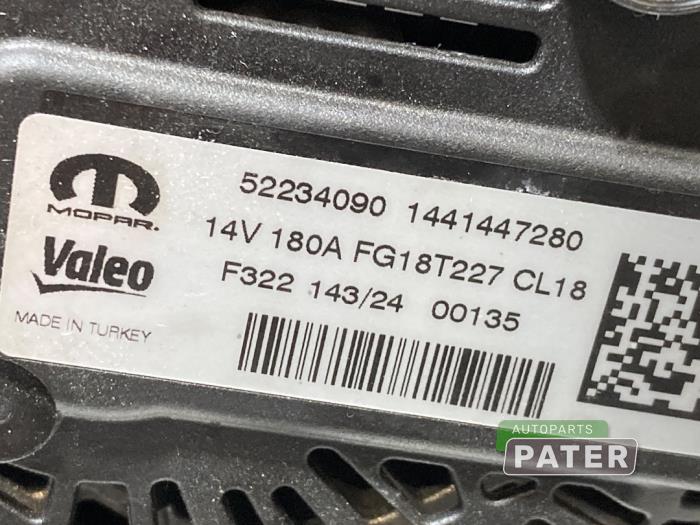 MOPAR.
52234090 1441447280
14V 180A FG18T227 CL18
Valeo
F322 143/24 00135
MADE IN TURKEY
AUTOPARTS
PATER